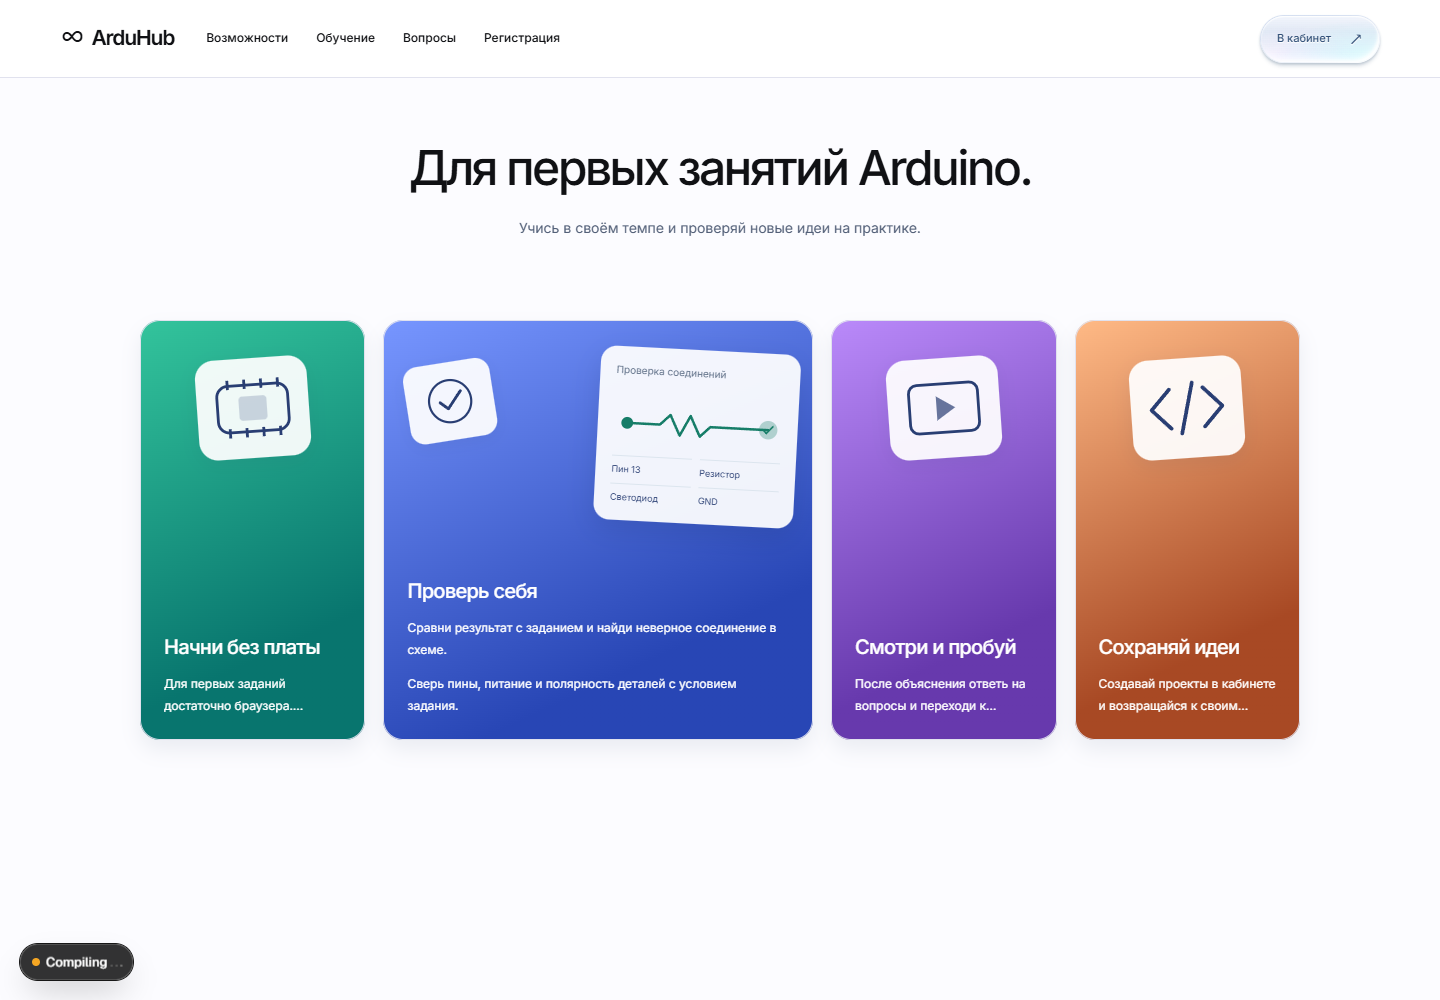 ArduHub
Возможности
Обучение
Вопросы
Регистрация
В кабинет
Для первых занятий Arduino.
Учись в своём темпе и проверяй новые идеи на практике.
Начни без платы
Для первых заданий
достаточно браузера....
Проверка соединений
Пин 13
Резистор
Светодиод
GND
Проверь себя
Сравни результат с заданием и найди неверное соединение в
схеме.
Сверь пины, питание и полярность деталей с условием
задания.
Смотри и пробуй
После объяснения ответь на
вопросы и переходи к...
Сохраняй идеи
Создавай проекты в кабинете
и возвращайся к своим...
Compiling...